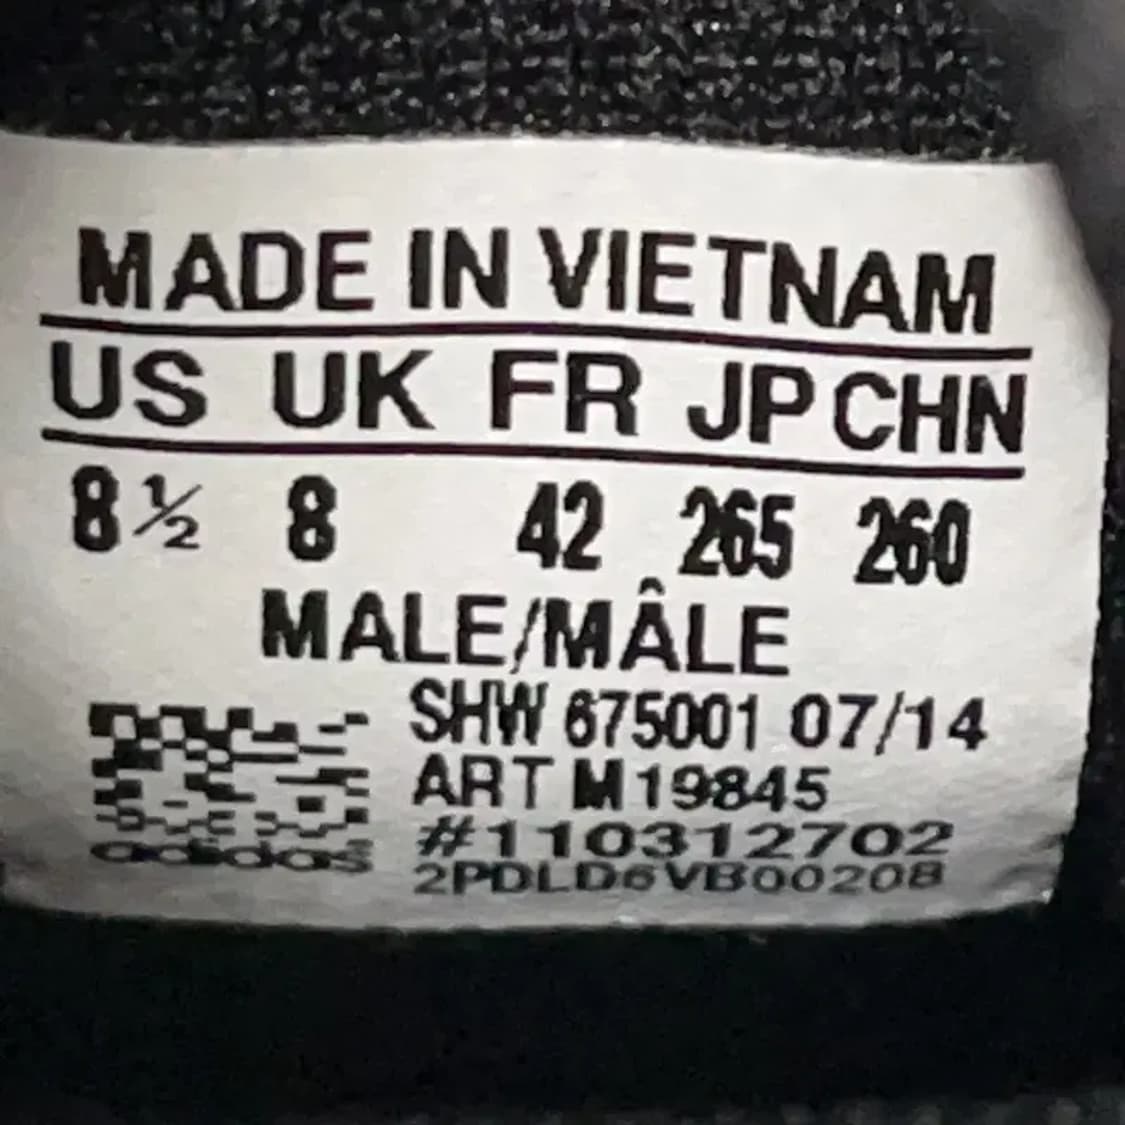 MADE IN VIETNAM
US UK FR JP CHN
8½ 8 42 265 260
MALE/MÂLE
SHW 675001 07/14
ART M19845
#110312702
2PDLD6VB00208
adidas